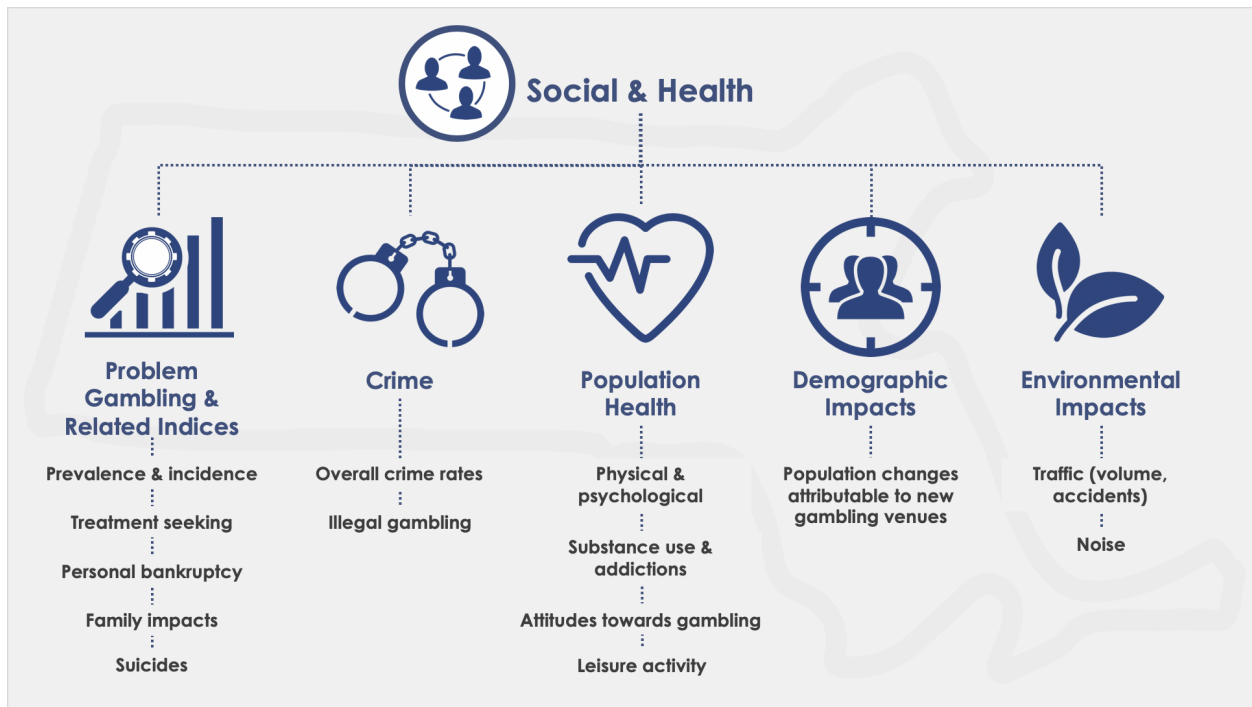 Social & Health
Problem
Gambling &
Related Indices
Prevalence & incidence
Treatment seeking
Personal bankruptcy
Family impacts
Suicides
Crime
Overall crime rates
Illegal gambling
Population
Health
Physical &
psychological
Substance use &
addictions
Attitudes towards gambling
Leisure activity
Demographic
Impacts
Population changes
attributable to new
gambling venues
Environmental
Impacts
Traffic (volume,
accidents)
Noise